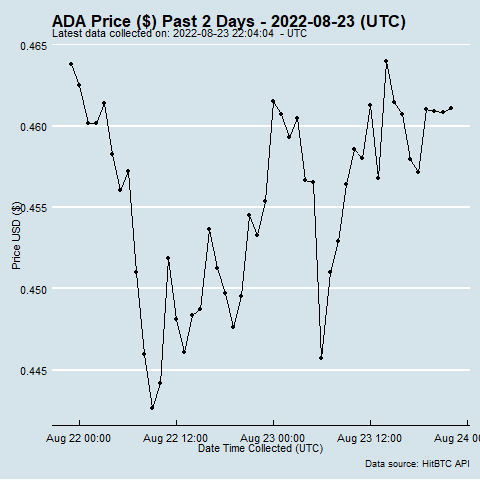 ADA Price ($) Past 2 Days - 2022-08-23 (UTC)
Latest data collected on: 2022-08-23 22:04:04 - UTC
0.465
0.460
0.455
0.450
0.445
Price USD ($)
Aug 22 00:00 Aug 22 12:00 Aug 23 00:00 Aug 23 12:00 Aug 24 00
Date Time Collected (UTC)
Data source: HitBTC API